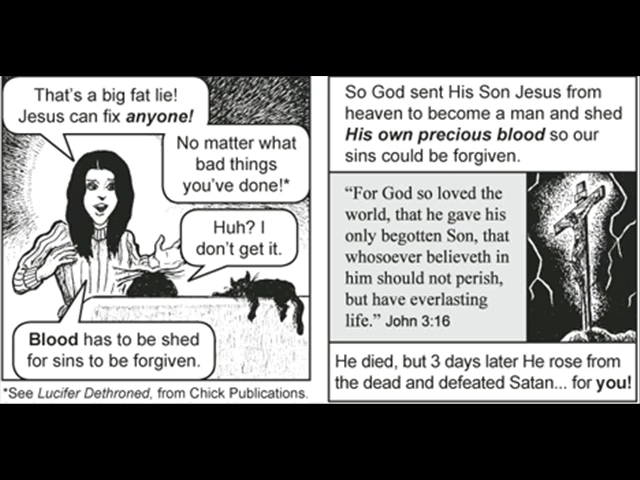 That's a big fat lie!
Jesus can fix anyone!
No matter what
bad things
you've done!*
Huh? I
don't get it.
Blood has to be shed
for sins to be forgiven.
*See Lucifer Dethroned, from Chick Publications.
So God sent His Son Jesus from
heaven to become a man and shed
His own precious blood so our
sins could be forgiven.
“For God so loved the
world, that he gave his
only begotten Son, that
whosoever believeth in
him should not perish,
but have everlasting
life.” John 3:16
He died, but 3 days later He rose from
the dead and defeated Satan... for you!